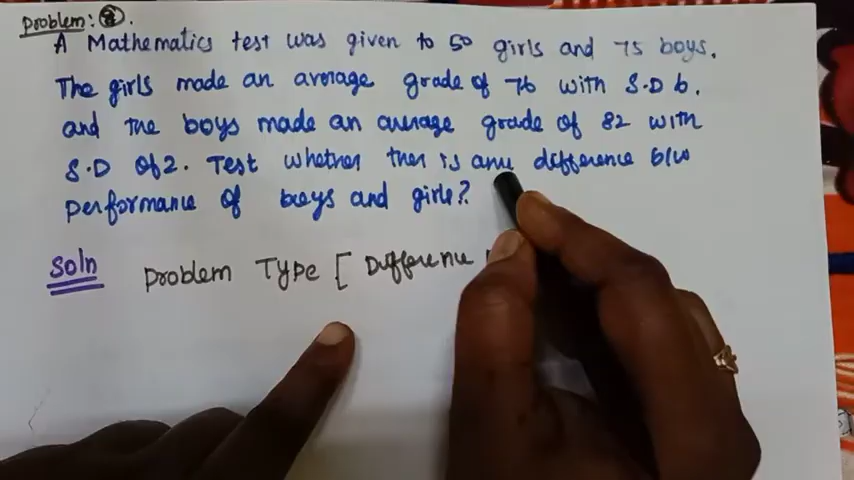 Problem: ②.
A Mathematics test was given to 50 girls and 75 boys.
The girls made an average grade of 76 with S.D 6.
and the boys made an average grade of 82 with
S.D of 2. Test whether ther is any difference b/w
performance of boys and girls?
Soln Problem Type [ Difference